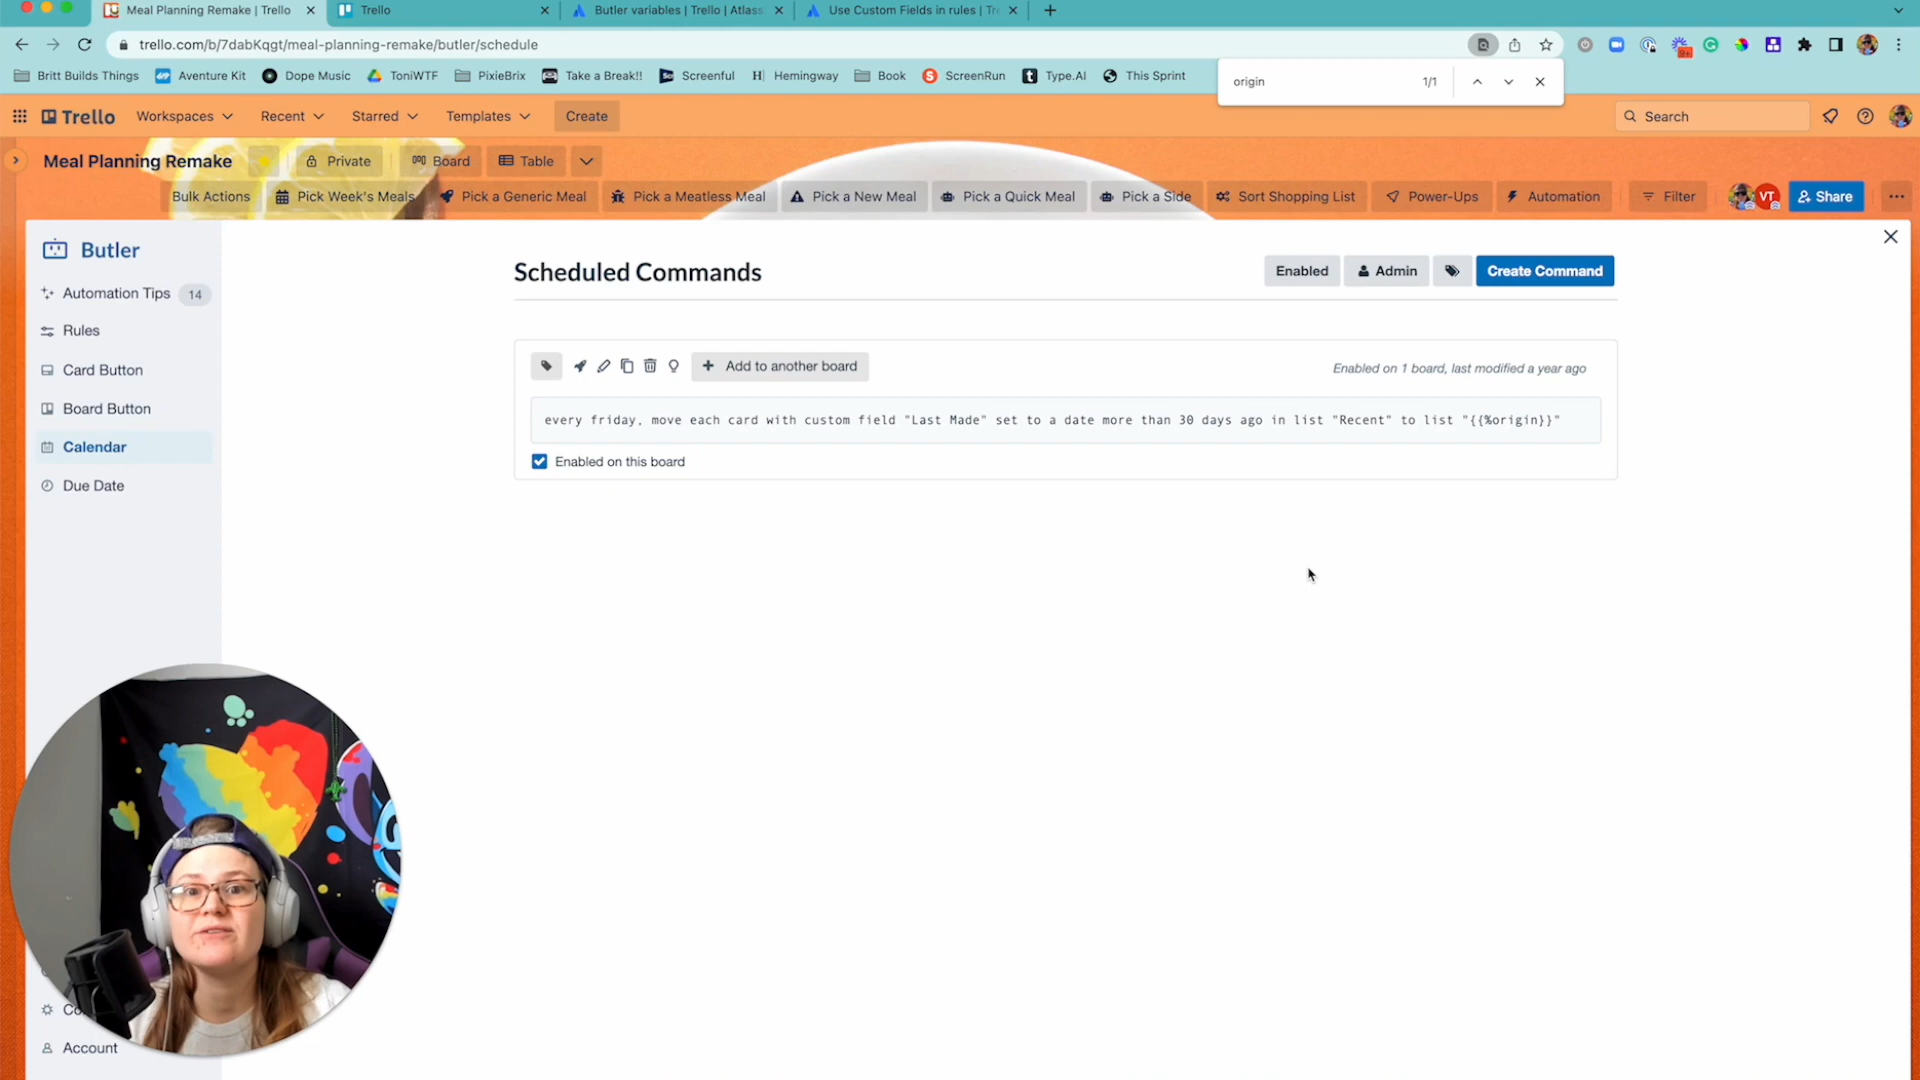 Meal Planning Remake | Trello
Trello
Butler variables | Trello | Atlass
Use Custom Fields in rules | Tre
trello.com/b/7dabKqgt/meal-planning-remake/butler/schedule
Britt Builds Things
Aventure Kit
Dope Music
ToniWTF
PixieBrix
Take a Break!!
Screenful
Hemingway
Book
ScreenRun
Type.AI
This Sprint
origin 1/1
Trello
Workspaces
Recent
Starred
Templates
Create
Search
Meal Planning Remake
Private
Board
Table
Bulk Actions
Pick Week's Meals
Pick a Generic Meal
Pick a Meatless Meal
Pick a New Meal
Pick a Quick Meal
Pick a Side
Sort Shopping List
Power-Ups
Automation
Filter
VT
Share
Butler
Automation Tips 14
Rules
Card Button
Board Button
Calendar
Due Date
Account
Scheduled Commands
Enabled
Admin
Create Command
Add to another board
Enabled on 1 board, last modified a year ago
every friday, move each card with custom field "Last Made" set to a date more than 30 days ago in list "Recent" to list "{{%origin}}"
Enabled on this board